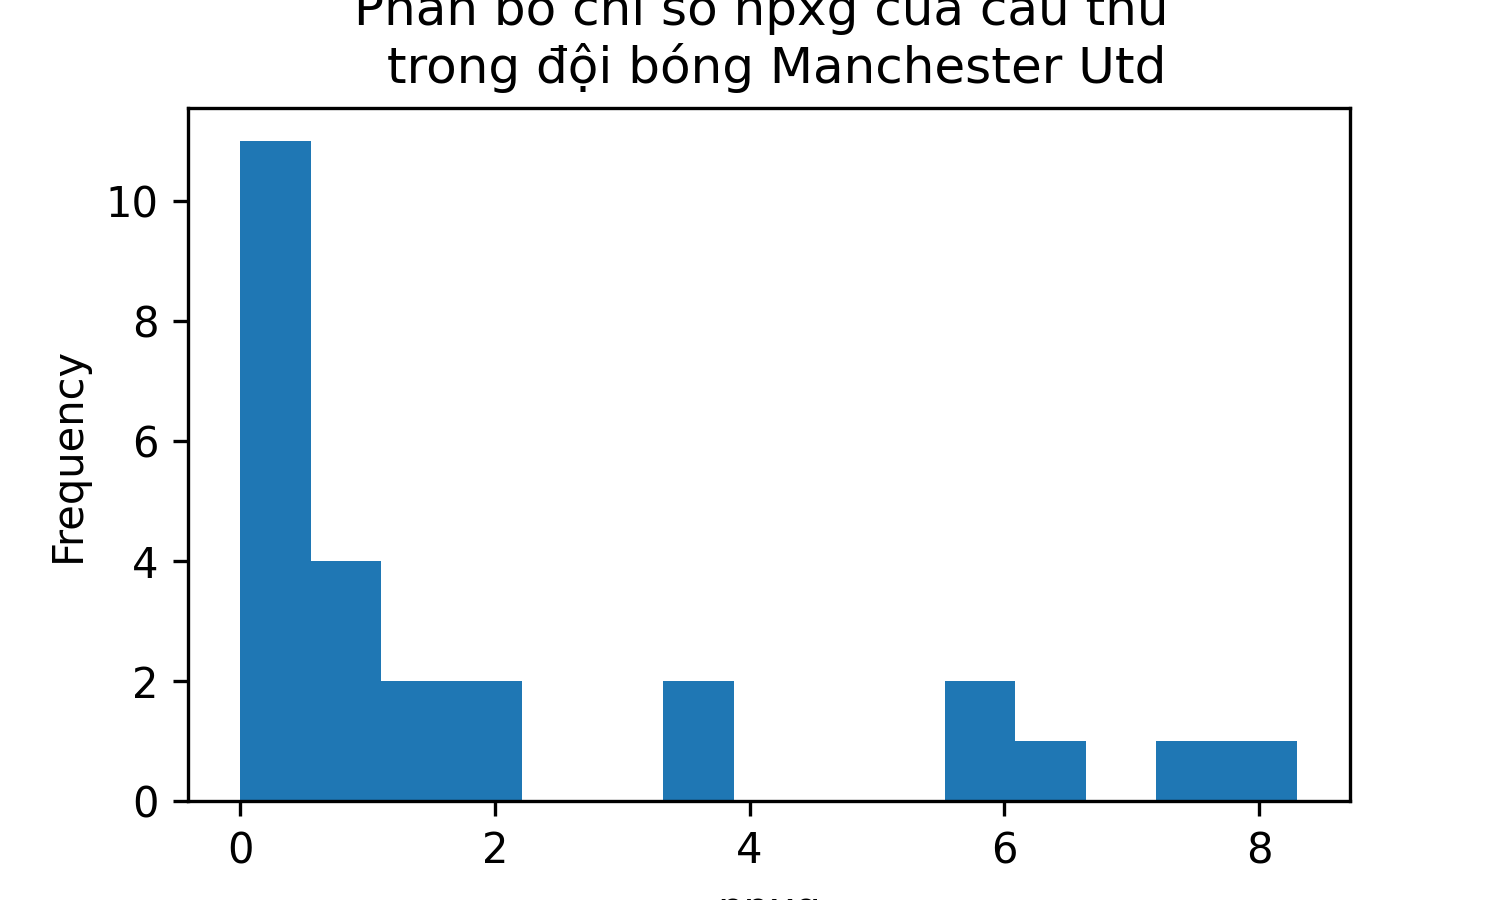 Phân bố chỉ số npxg của cầu thủ
trong đội bóng Manchester Utd
Frequency
10
8
6
4
2
0
0 2 4 6 8